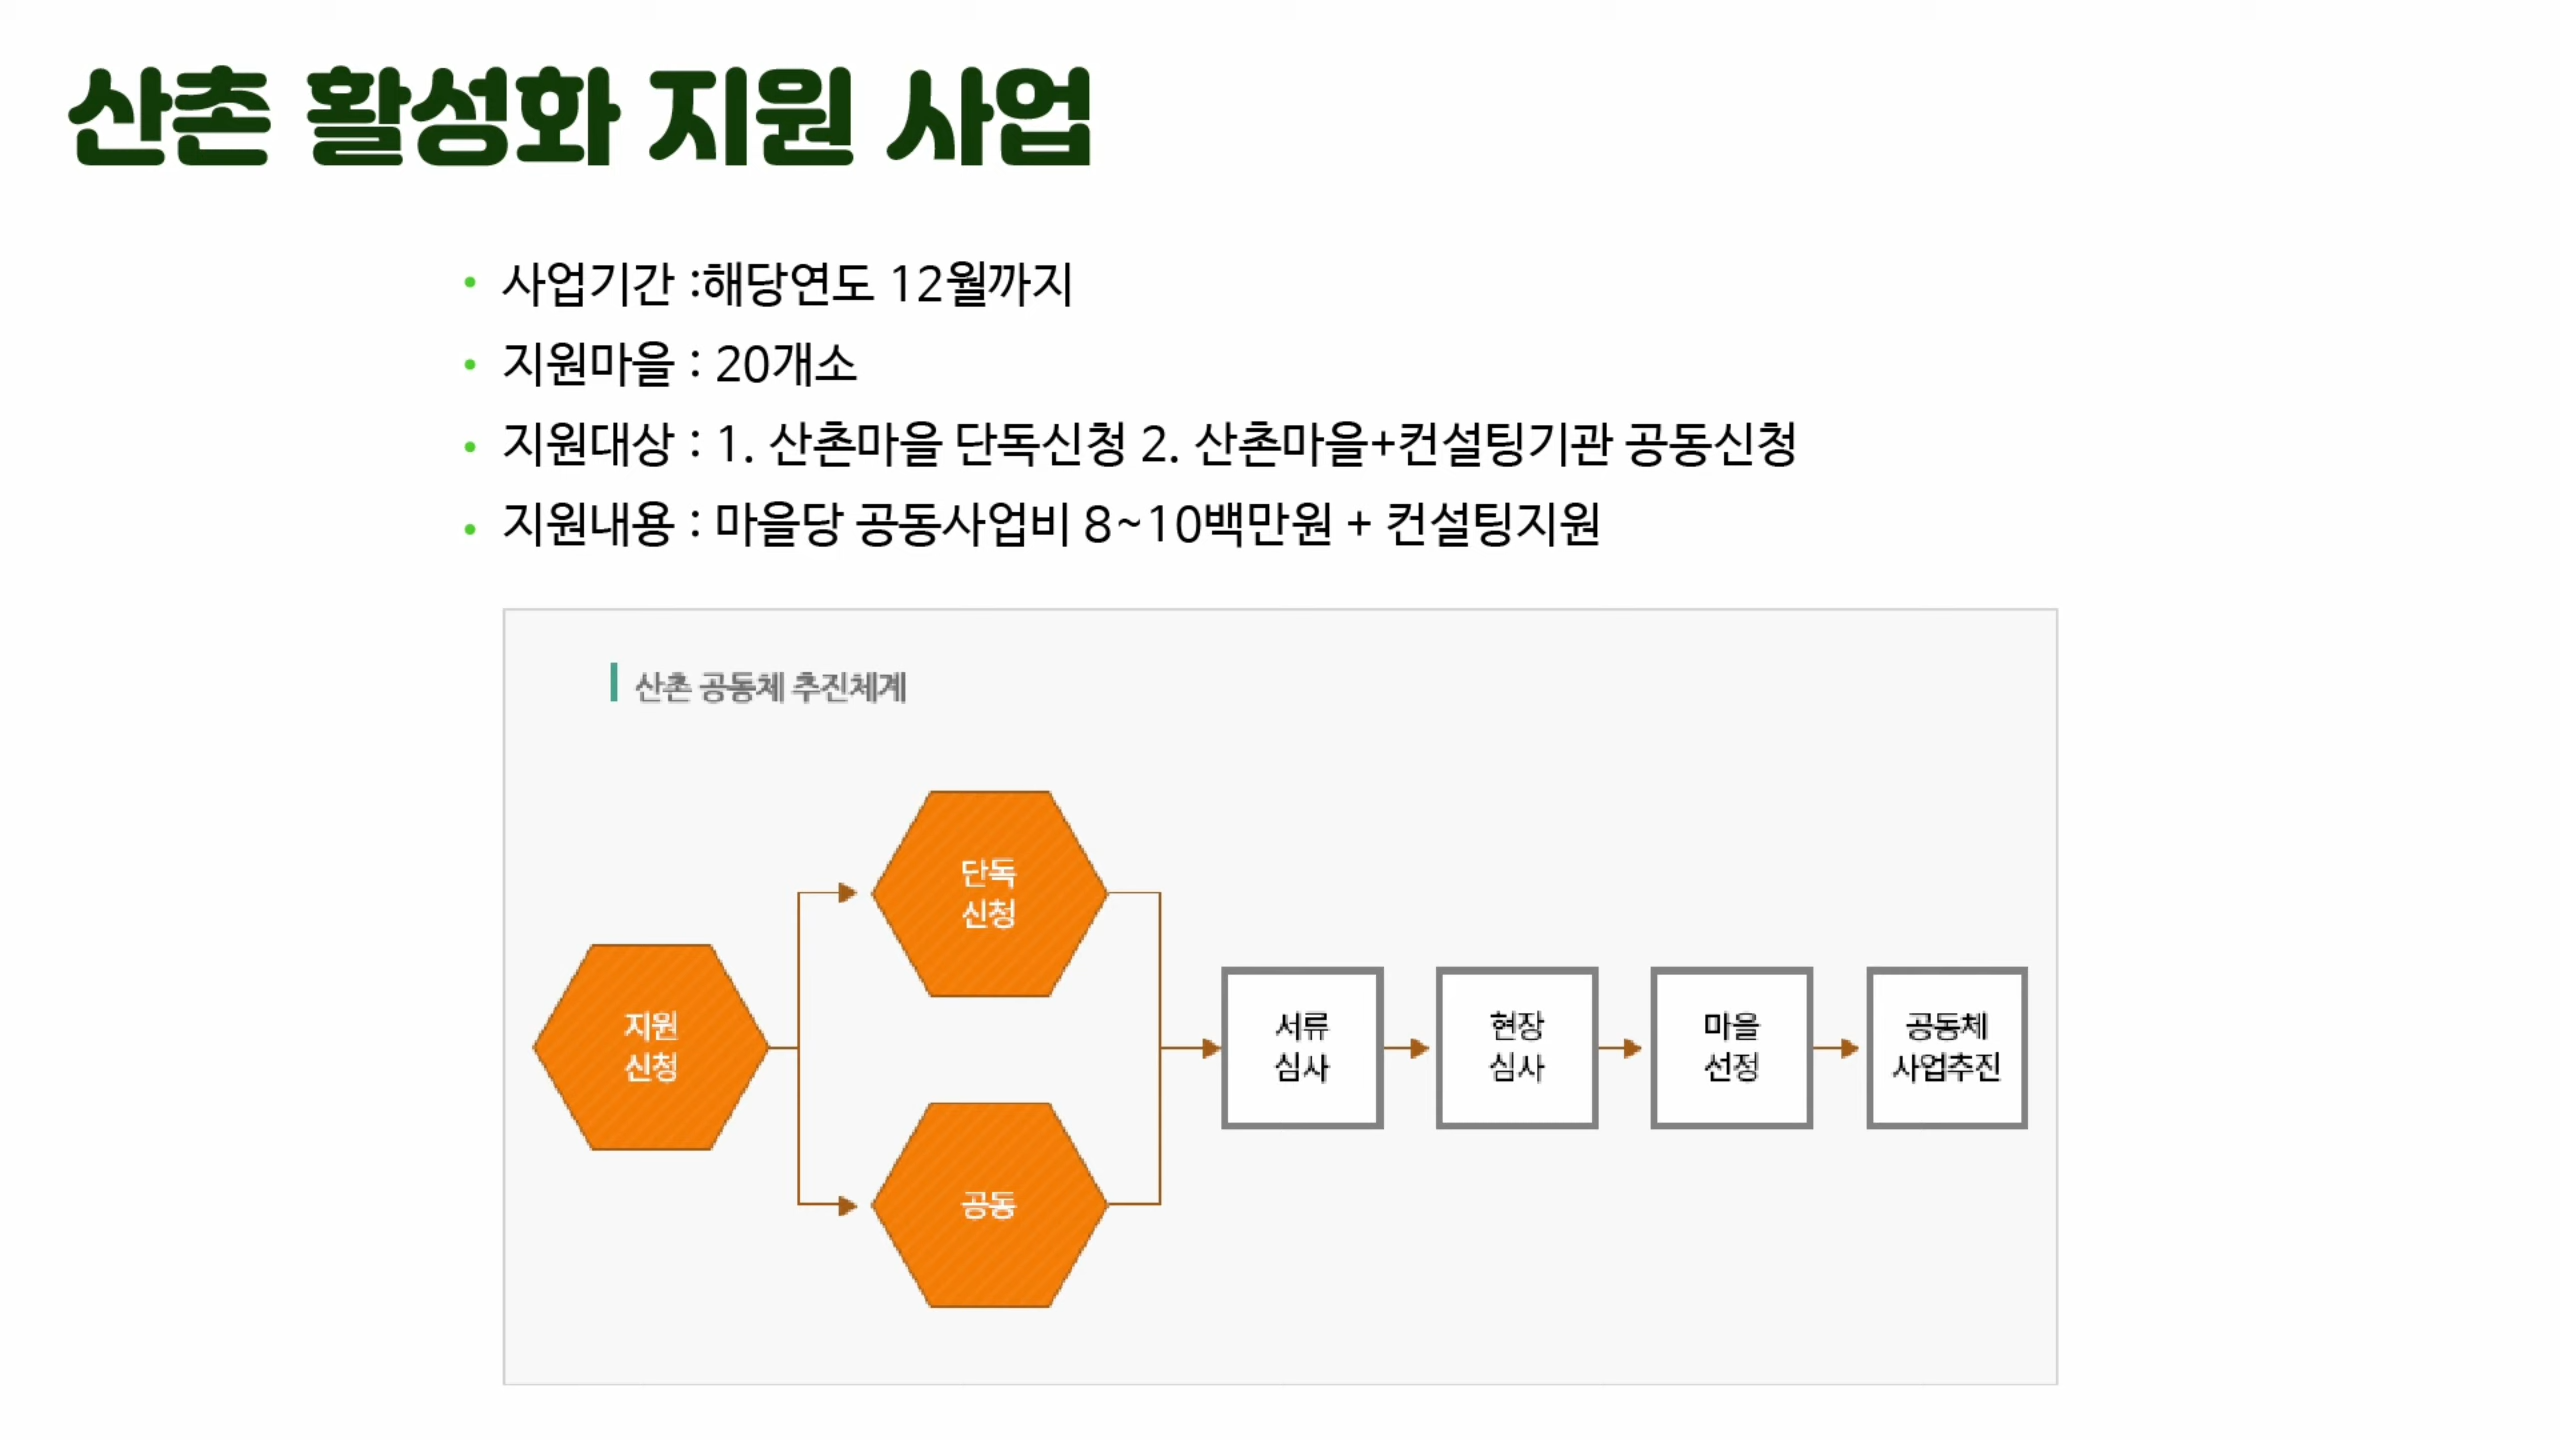 산촌 활성화 지원 사업
• 사업기간 :해당연도 12월까지
• 지원마을 : 20개소
• 지원대상 : 1. 산촌마을 단독신청 2. 산촌마을+컨설팅기관 공동신청
• 지원내용 : 마을당 공동사업비 8~10백만원 + 컨설팅지원
산촌 공동체 추진체계
지원
신청
단독
신청
공동
서류
심사
현장
심사
마을
선정
공동체
사업추진